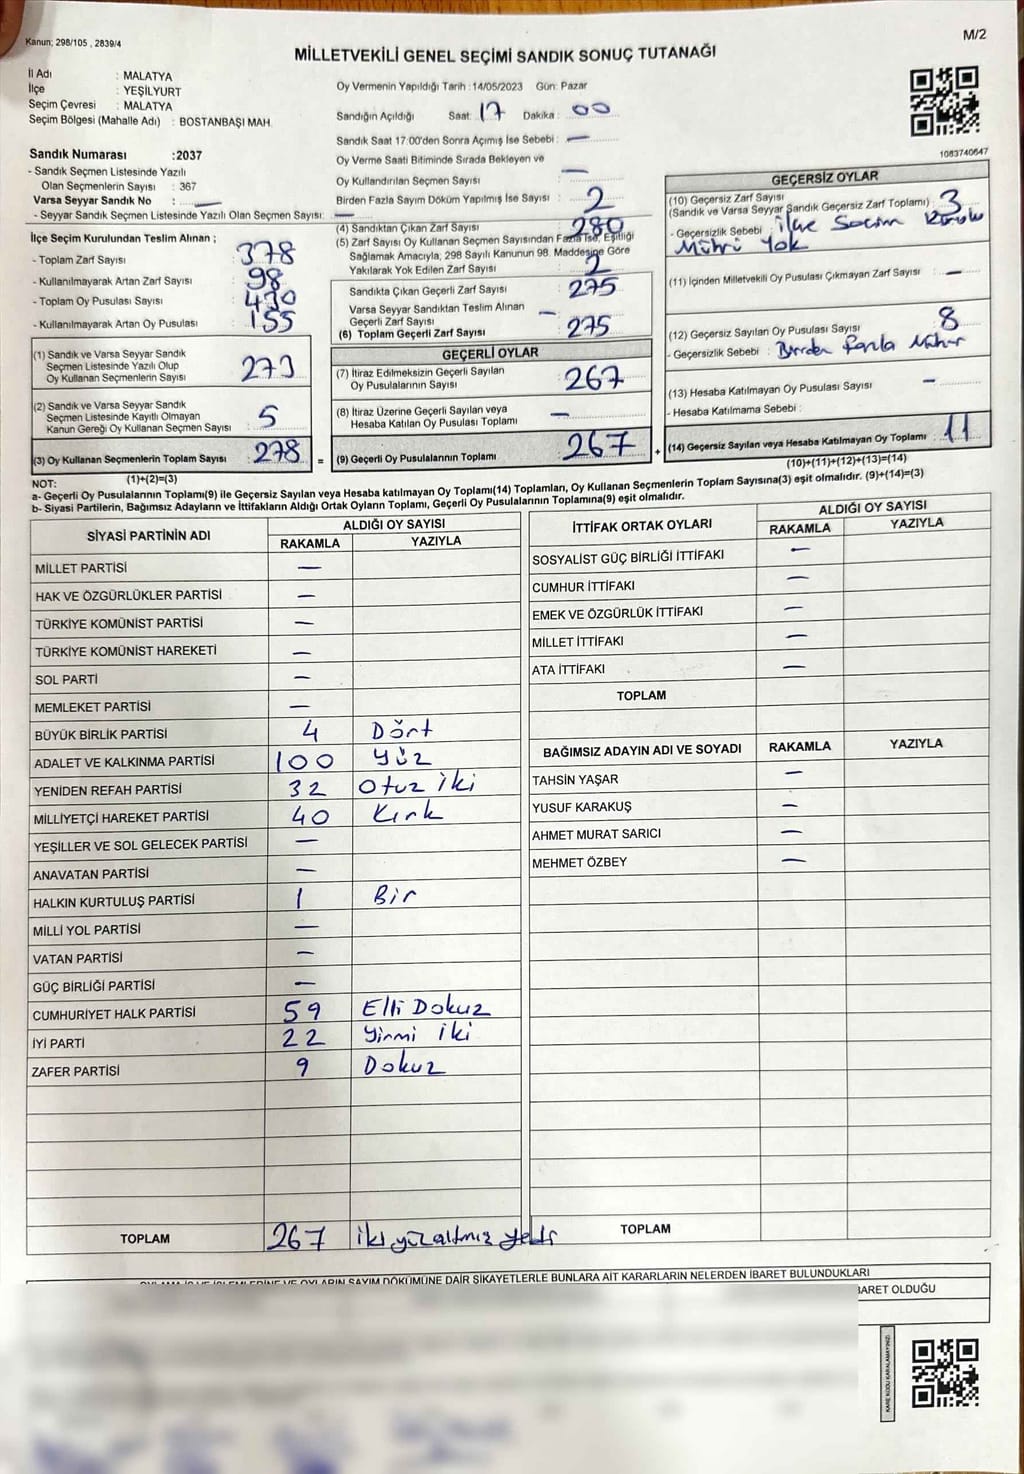 Kanun; 298/105 , 2839/4
M/2
MİLLETVEKİLİ GENEL SEÇİMİ SANDIK SONUÇ TUTANAĞI
İl Adı : MALATYA
İlçe : YEŞİLYURT
Seçim Çevresi : MALATYA
Seçim Bölgesi (Mahalle Adı) : BOSTANBAŞI MAH.
Oy Vermenin Yapıldığı Tarih : 14/05/2023 Gün: Pazar
Sandığın Açıldığı Saat: 17 Dakika : 00
Sandık Saat 17:00'den Sonra Açılmış İse Sebebi : —
Oy Verme Saati Bitiminde Sırada Bekleyen ve
Oy Kullandırılan Seçmen Sayısı —
Birden Fazla Sayım Döküm Yapılmış İse Sayısı : 2
1083740647
Sandık Numarası :2037
- Sandık Seçmen Listesinde Yazılı
Olan Seçmenlerin Sayısı : 367
Varsa Seyyar Sandık No : —
- Seyyar Sandık Seçmen Listesinde Yazılı Olan Seçmen Sayısı: —
İlçe Seçim Kurulundan Teslim Alınan ;
- Toplam Zarf Sayısı : 378
- Kullanılmayarak Artan Zarf Sayısı : 98
- Toplam Oy Pusulası Sayısı : 430
- Kullanılmayarak Artan Oy Pusulası : 155
(1) Sandık ve Varsa Seyyar Sandık
Seçmen Listesinde Yazılı Olup
Oy Kullanan Seçmenlerin Sayısı : 273
(2) Sandık ve Varsa Seyyar Sandık
Seçmen Listesinde Kayıtlı Olmayan
Kanun Gereği Oy Kullanan Seçmen Sayısı : 5
(3) Oy Kullanan Seçmenlerin Toplam Sayısı : 278 =
(1)+(2)=(3)
(4) Sandıktan Çıkan Zarf Sayısı : 280
(5) Zarf Sayısı Oy Kullanan Seçmen Sayısından Fazla İse, Eşitliği
Sağlamak Amacıyla, 298 Sayılı Kanunun 98. Maddesine Göre
Yakılarak Yok Edilen Zarf Sayısı : 2
Sandıkta Çıkan Geçerli Zarf Sayısı : 275
Varsa Seyyar Sandıktan Teslim Alınan
Geçerli Zarf Sayısı : —
(6) Toplam Geçerli Zarf Sayısı : 275
GEÇERLİ OYLAR
(7) İtiraz Edilmeksizin Geçerli Sayılan
Oy Pusulalarının Sayısı : 267
(8) İtiraz Üzerine Geçerli Sayılan veya
Hesaba Katılan Oy Pusulası Toplamı : —
(9) Geçerli Oy Pusulalarının Toplamı : 267 +
GEÇERSİZ OYLAR
(10) Geçersiz Zarf Sayısı
(Sandık ve Varsa Seyyar Sandık Geçersiz Zarf Toplamı) : 3
- Geçersizlik Sebebi : ilçe Seçim Kurulu
Mührü Yok
(11) İçinden Milletvekili Oy Pusulası Çıkmayan Zarf Sayısı : —
(12) Geçersiz Sayılan Oy Pusulası Sayısı : 8
- Geçersizlik Sebebi : Birden fazla Mühür
(13) Hesaba Katılmayan Oy Pusulası Sayısı : —
- Hesaba Katılmama Sebebi :
(14) Geçersiz Sayılan veya Hesaba Katılmayan Oy Toplamı : 11
(10)+(11)+(12)+(13)=(14)
NOT:
a- Geçerli Oy Pusulalarının Toplamı(9) ile Geçersiz Sayılan veya Hesaba katılmayan Oy Toplamı(14) Toplamları, Oy Kullanan Seçmenlerin Toplam Sayısına(3) eşit olmalıdır. (9)+(14)=(3)
b- Siyasi Partilerin, Bağımsız Adayların ve İttifakların Aldığı Ortak Oyların Toplamı, Geçerli Oy Pusulalarının Toplamına(9) eşit olmalıdır.
SİYASİ PARTİNİN ADI ALDIĞI OY SAYISI
RAKAMLA YAZIYLA
MİLLET PARTİSİ —
HAK VE ÖZGÜRLÜKLER PARTİSİ —
TÜRKİYE KOMÜNİST PARTİSİ —
TÜRKİYE KOMÜNİST HAREKETİ —
SOL PARTİ —
MEMLEKET PARTİSİ —
BÜYÜK BİRLİK PARTİSİ 4 Dört
ADALET VE KALKINMA PARTİSİ 100 Yüz
YENİDEN REFAH PARTİSİ 32 Otuz iki
MİLLİYETÇİ HAREKET PARTİSİ 40 Kırk
YEŞİLLER VE SOL GELECEK PARTİSİ —
ANAVATAN PARTİSİ —
HALKIN KURTULUŞ PARTİSİ 1 Bir
MİLLİ YOL PARTİSİ —
VATAN PARTİSİ —
GÜÇ BİRLİĞİ PARTİSİ —
CUMHURİYET HALK PARTİSİ 59 Elli Dokuz
İYİ PARTİ 22 Yirmi iki
ZAFER PARTİSİ 9 Dokuz
TOPLAM 267 ikiyüzaltmış yedi
İTTİFAK ORTAK OYLARI ALDIĞI OY SAYISI
RAKAMLA YAZIYLA
SOSYALİST GÜÇ BİRLİĞİ İTTİFAKI —
CUMHUR İTTİFAKI —
EMEK VE ÖZGÜRLÜK İTTİFAKI —
MİLLET İTTİFAKI —
ATA İTTİFAKI —
TOPLAM
BAĞIMSIZ ADAYIN ADI VE SOYADI RAKAMLA YAZIYLA
TAHSİN YAŞAR —
YUSUF KARAKUŞ —
AHMET MURAT SARICI —
MEHMET ÖZBEY —
TOPLAM
OYLAMA İŞ VE İŞLEMLERİNE VE OYLARIN SAYIM DÖKÜMÜNE DAİR ŞİKAYETLERLE BUNLARA AİT KARARLARIN NELERDEN İBARET BULUNDUKLARI
BARET OLDUĞU
KARE KODU KARALAMAYINIZ!